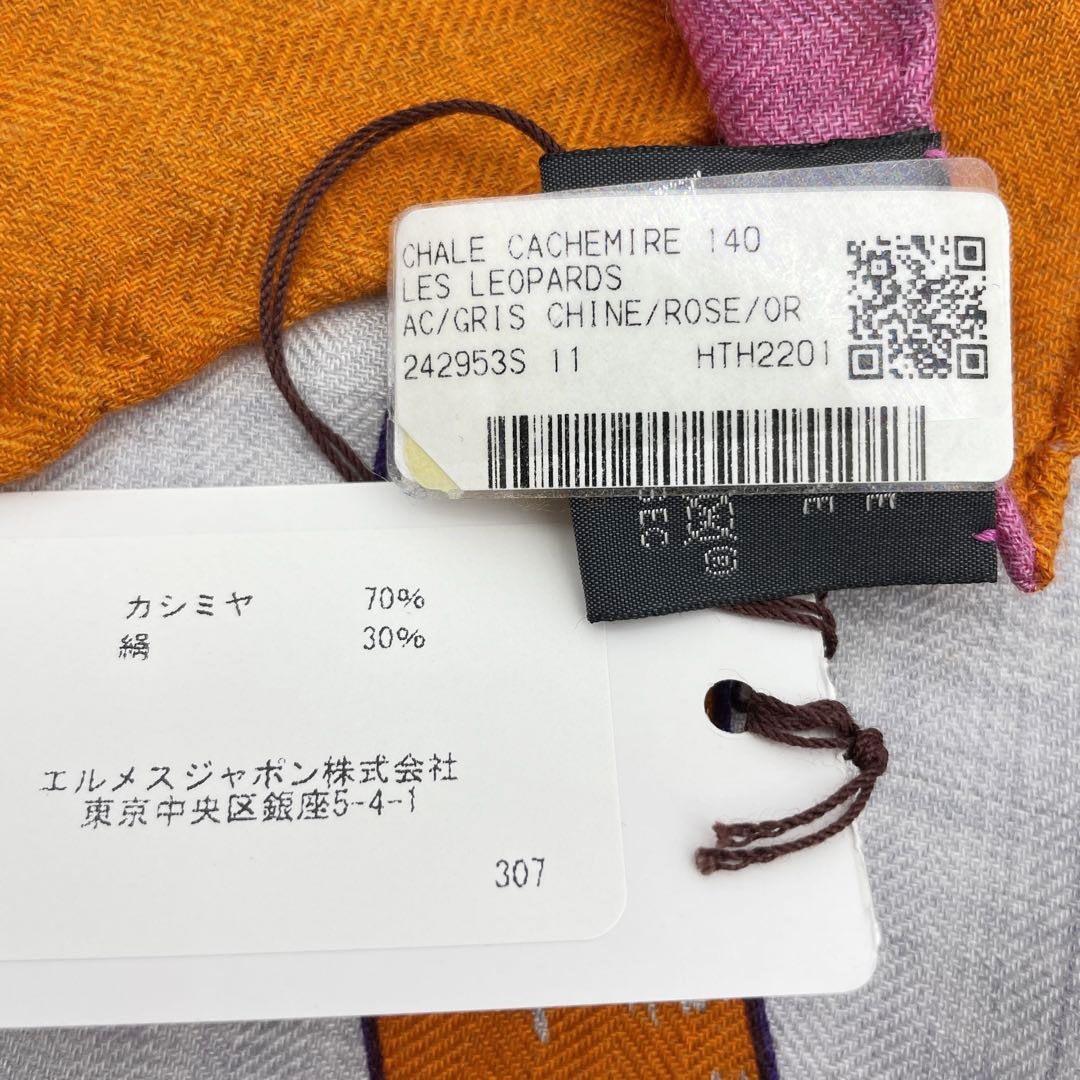 CHALE CACHEMIRE 140
LES LEOPARDS
AC/GRIS CHINE/ROSE/OR
242953S 11 HTH2201
SEC
カシミヤ 70%
絹 30%
エルメスジャポン株式会社
東京中央区銀座5-4-1
307